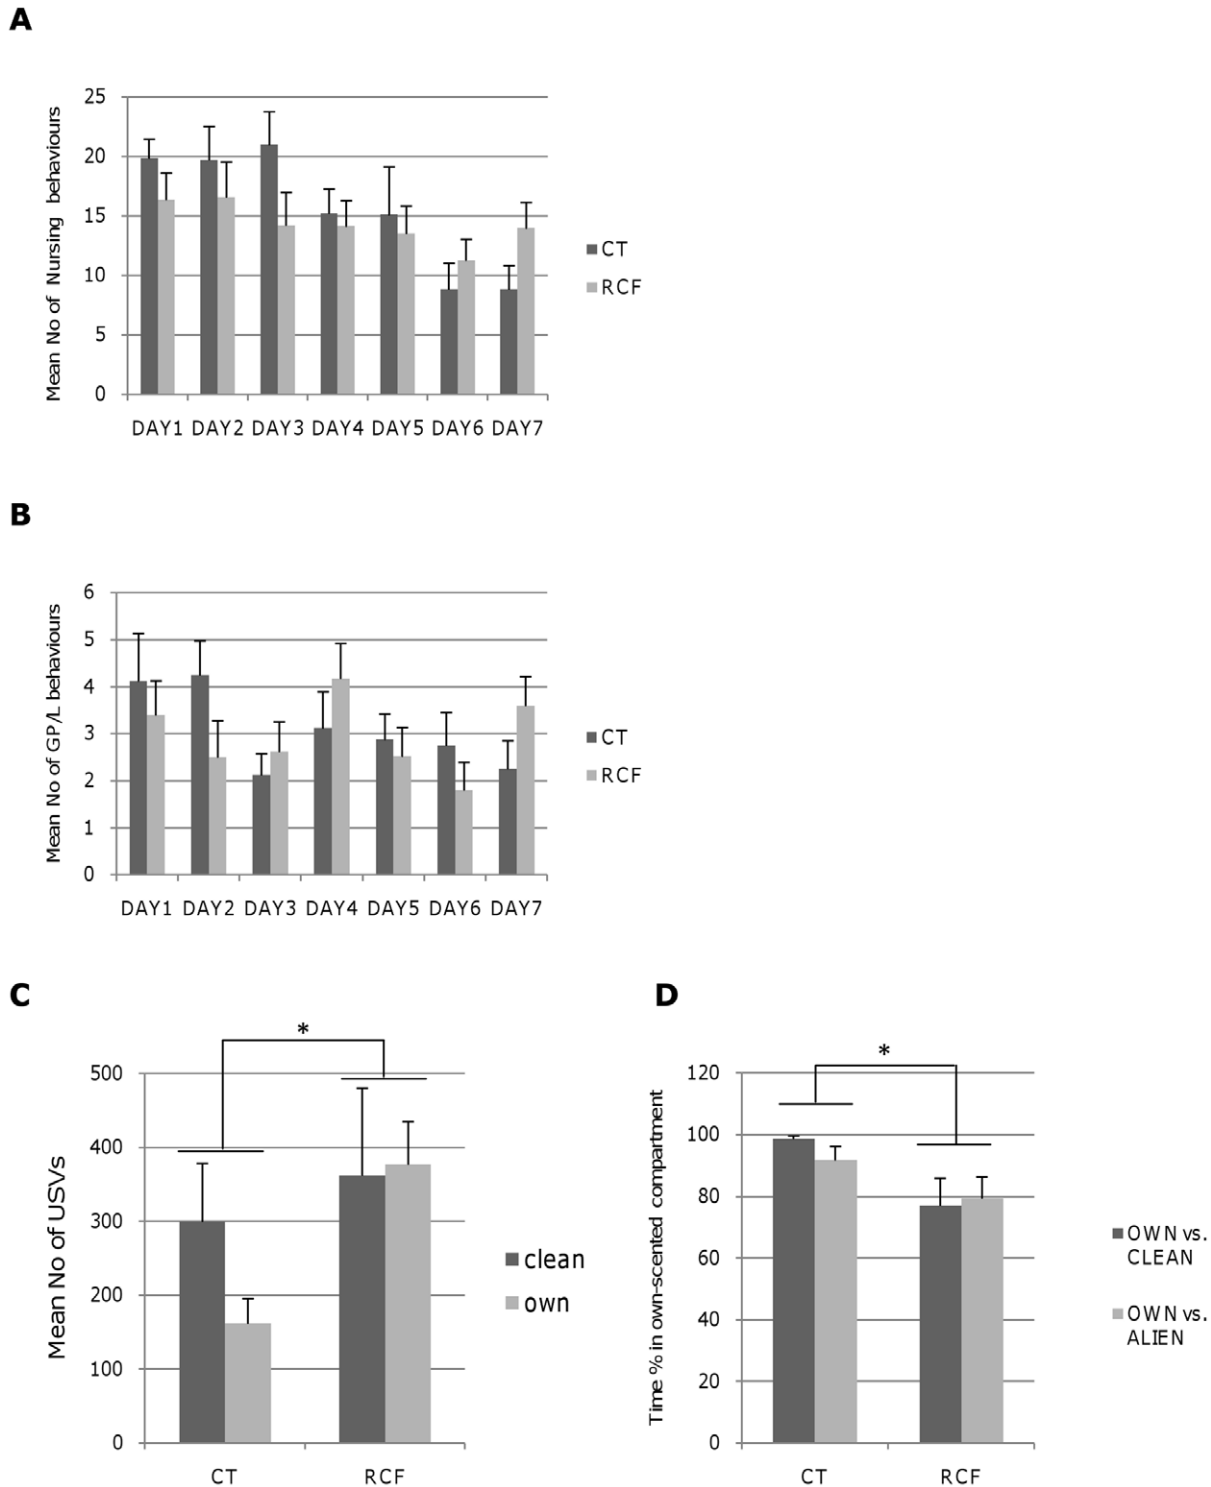 A
Mean No of Nursing behaviours
25
20
15
10
5
0
DAY1 DAY2 DAY3 DAY4 DAY5 DAY6 DAY7
CT
RCF
B
Mean No of GP/L behaviours
6
5
4
3
2
1
0
DAY1 DAY2 DAY3 DAY4 DAY5 DAY6 DAY7
CT
RCF
C
*
Mean No of USVs
500
400
300
200
100
0
CT RCF
clean
own
D
*
Time % in own-scented compartment
120
100
80
60
40
20
0
CT RCF
OWN vs.
CLEAN
OWN vs.
ALIEN